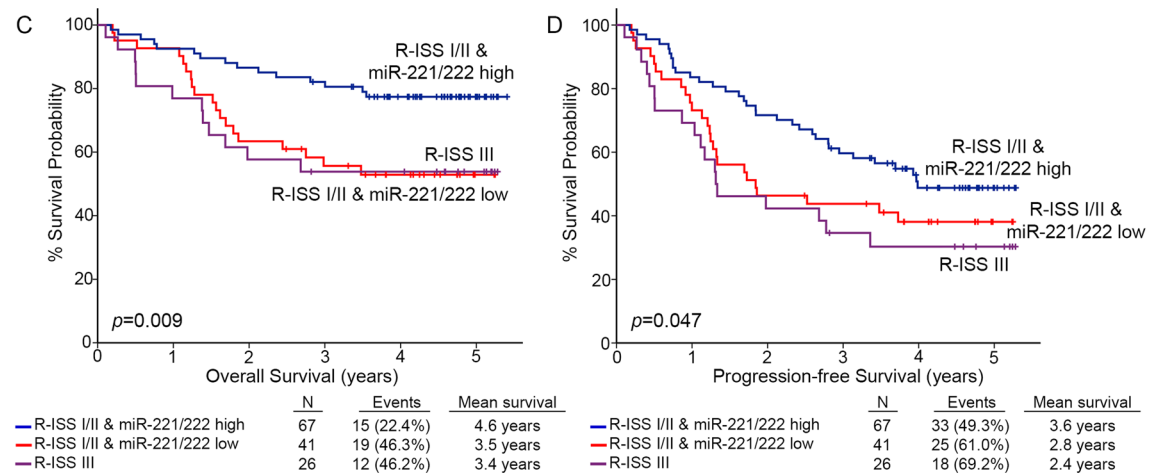 C
100
80
60
40
20
0
% Survival Probability
R-ISS I/II &
miR-221/222 high
R-ISS III
R-ISS I/II & miR-221/222 low
p=0.009
0 1 2 3 4 5
Overall Survival (years)
N Events Mean survival
R-ISS I/II & miR-221/222 high 67 15 (22.4%) 4.6 years
R-ISS I/II & miR-221/222 low 41 19 (46.3%) 3.5 years
R-ISS III 26 12 (46.2%) 3.4 years
D
100
80
60
40
20
0
% Survival Probability
R-ISS I/II &
miR-221/222 high
R-ISS I/II &
miR-221/222 low
R-ISS III
p=0.047
0 1 2 3 4 5
Progression-free Survival (years)
N Events Mean survival
R-ISS I/II & miR-221/222 high 67 33 (49.3%) 3.6 years
R-ISS I/II & miR-221/222 low 41 25 (61.0%) 2.8 years
R-ISS III 26 18 (69.2%) 2.4 years